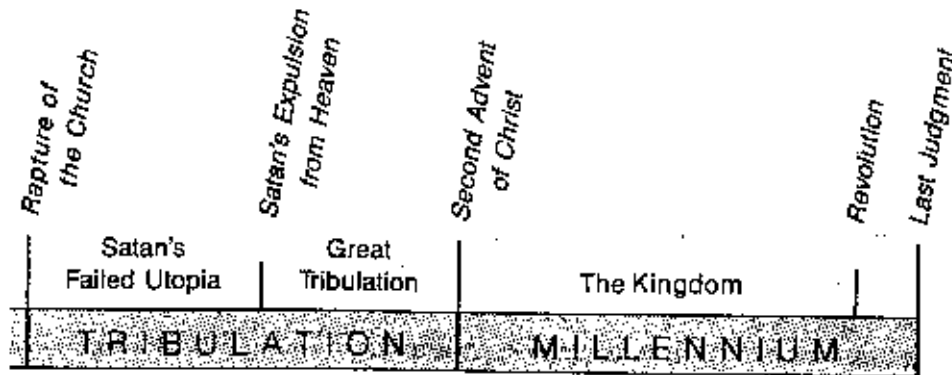 Rapture of
the Church
Satan's Expulsion
from Heaven
Second Advent
of Christ
Revolution
Last Judgment
Satan's
Failed Utopia
Great
Tribulation
The Kingdom
TRIBULATION
MILLENNIUM